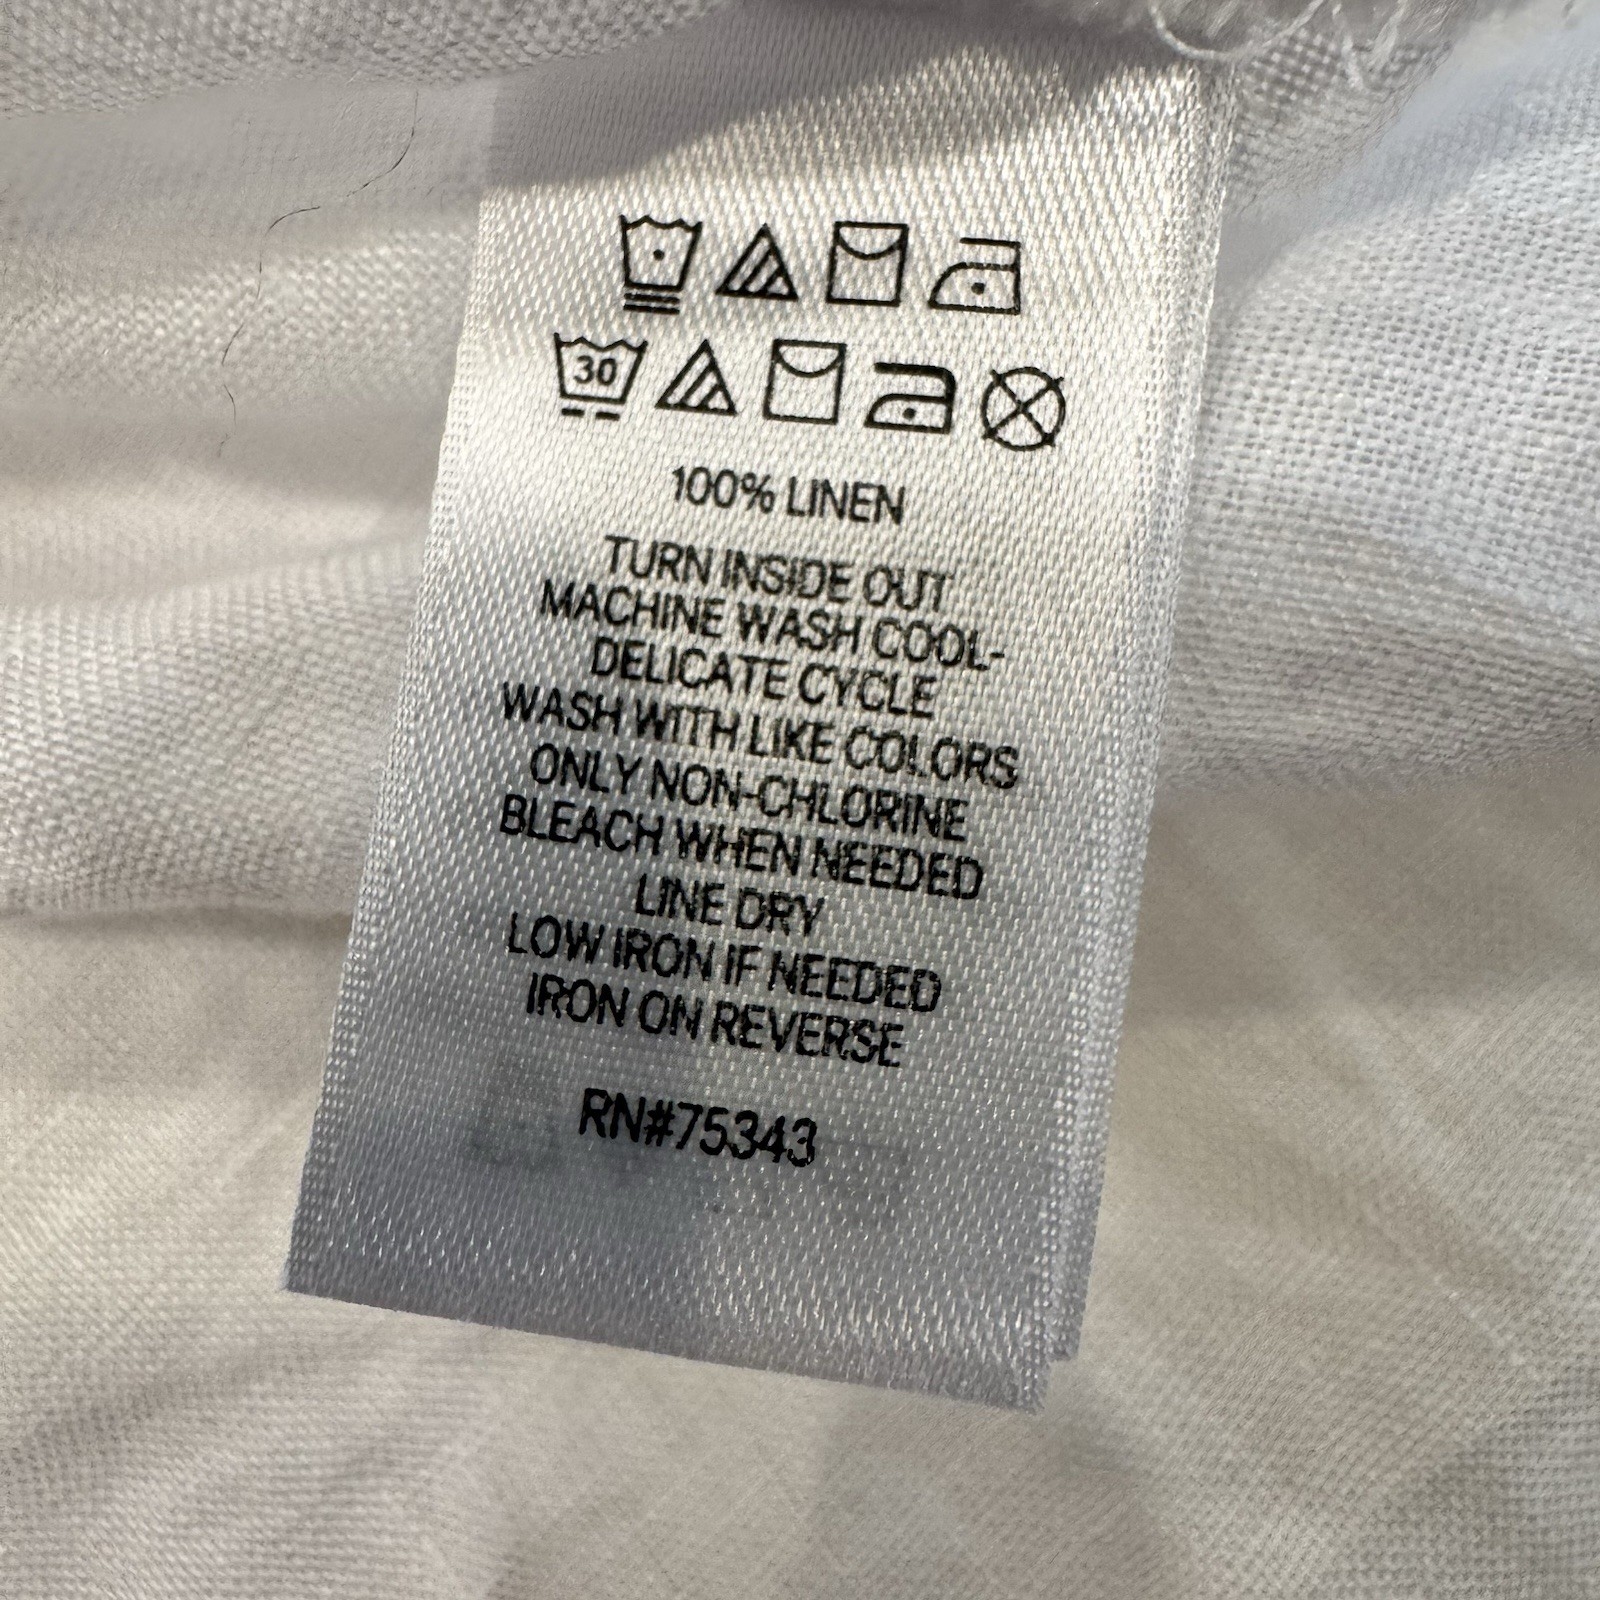 30
100% LINEN
TURN INSIDE OUT
MACHINE WASH COOL-
DELICATE CYCLE
WASH WITH LIKE COLORS
ONLY NON-CHLORINE
BLEACH WHEN NEEDED
LINE DRY
LOW IRON IF NEEDED
IRON ON REVERSE
RN#75343